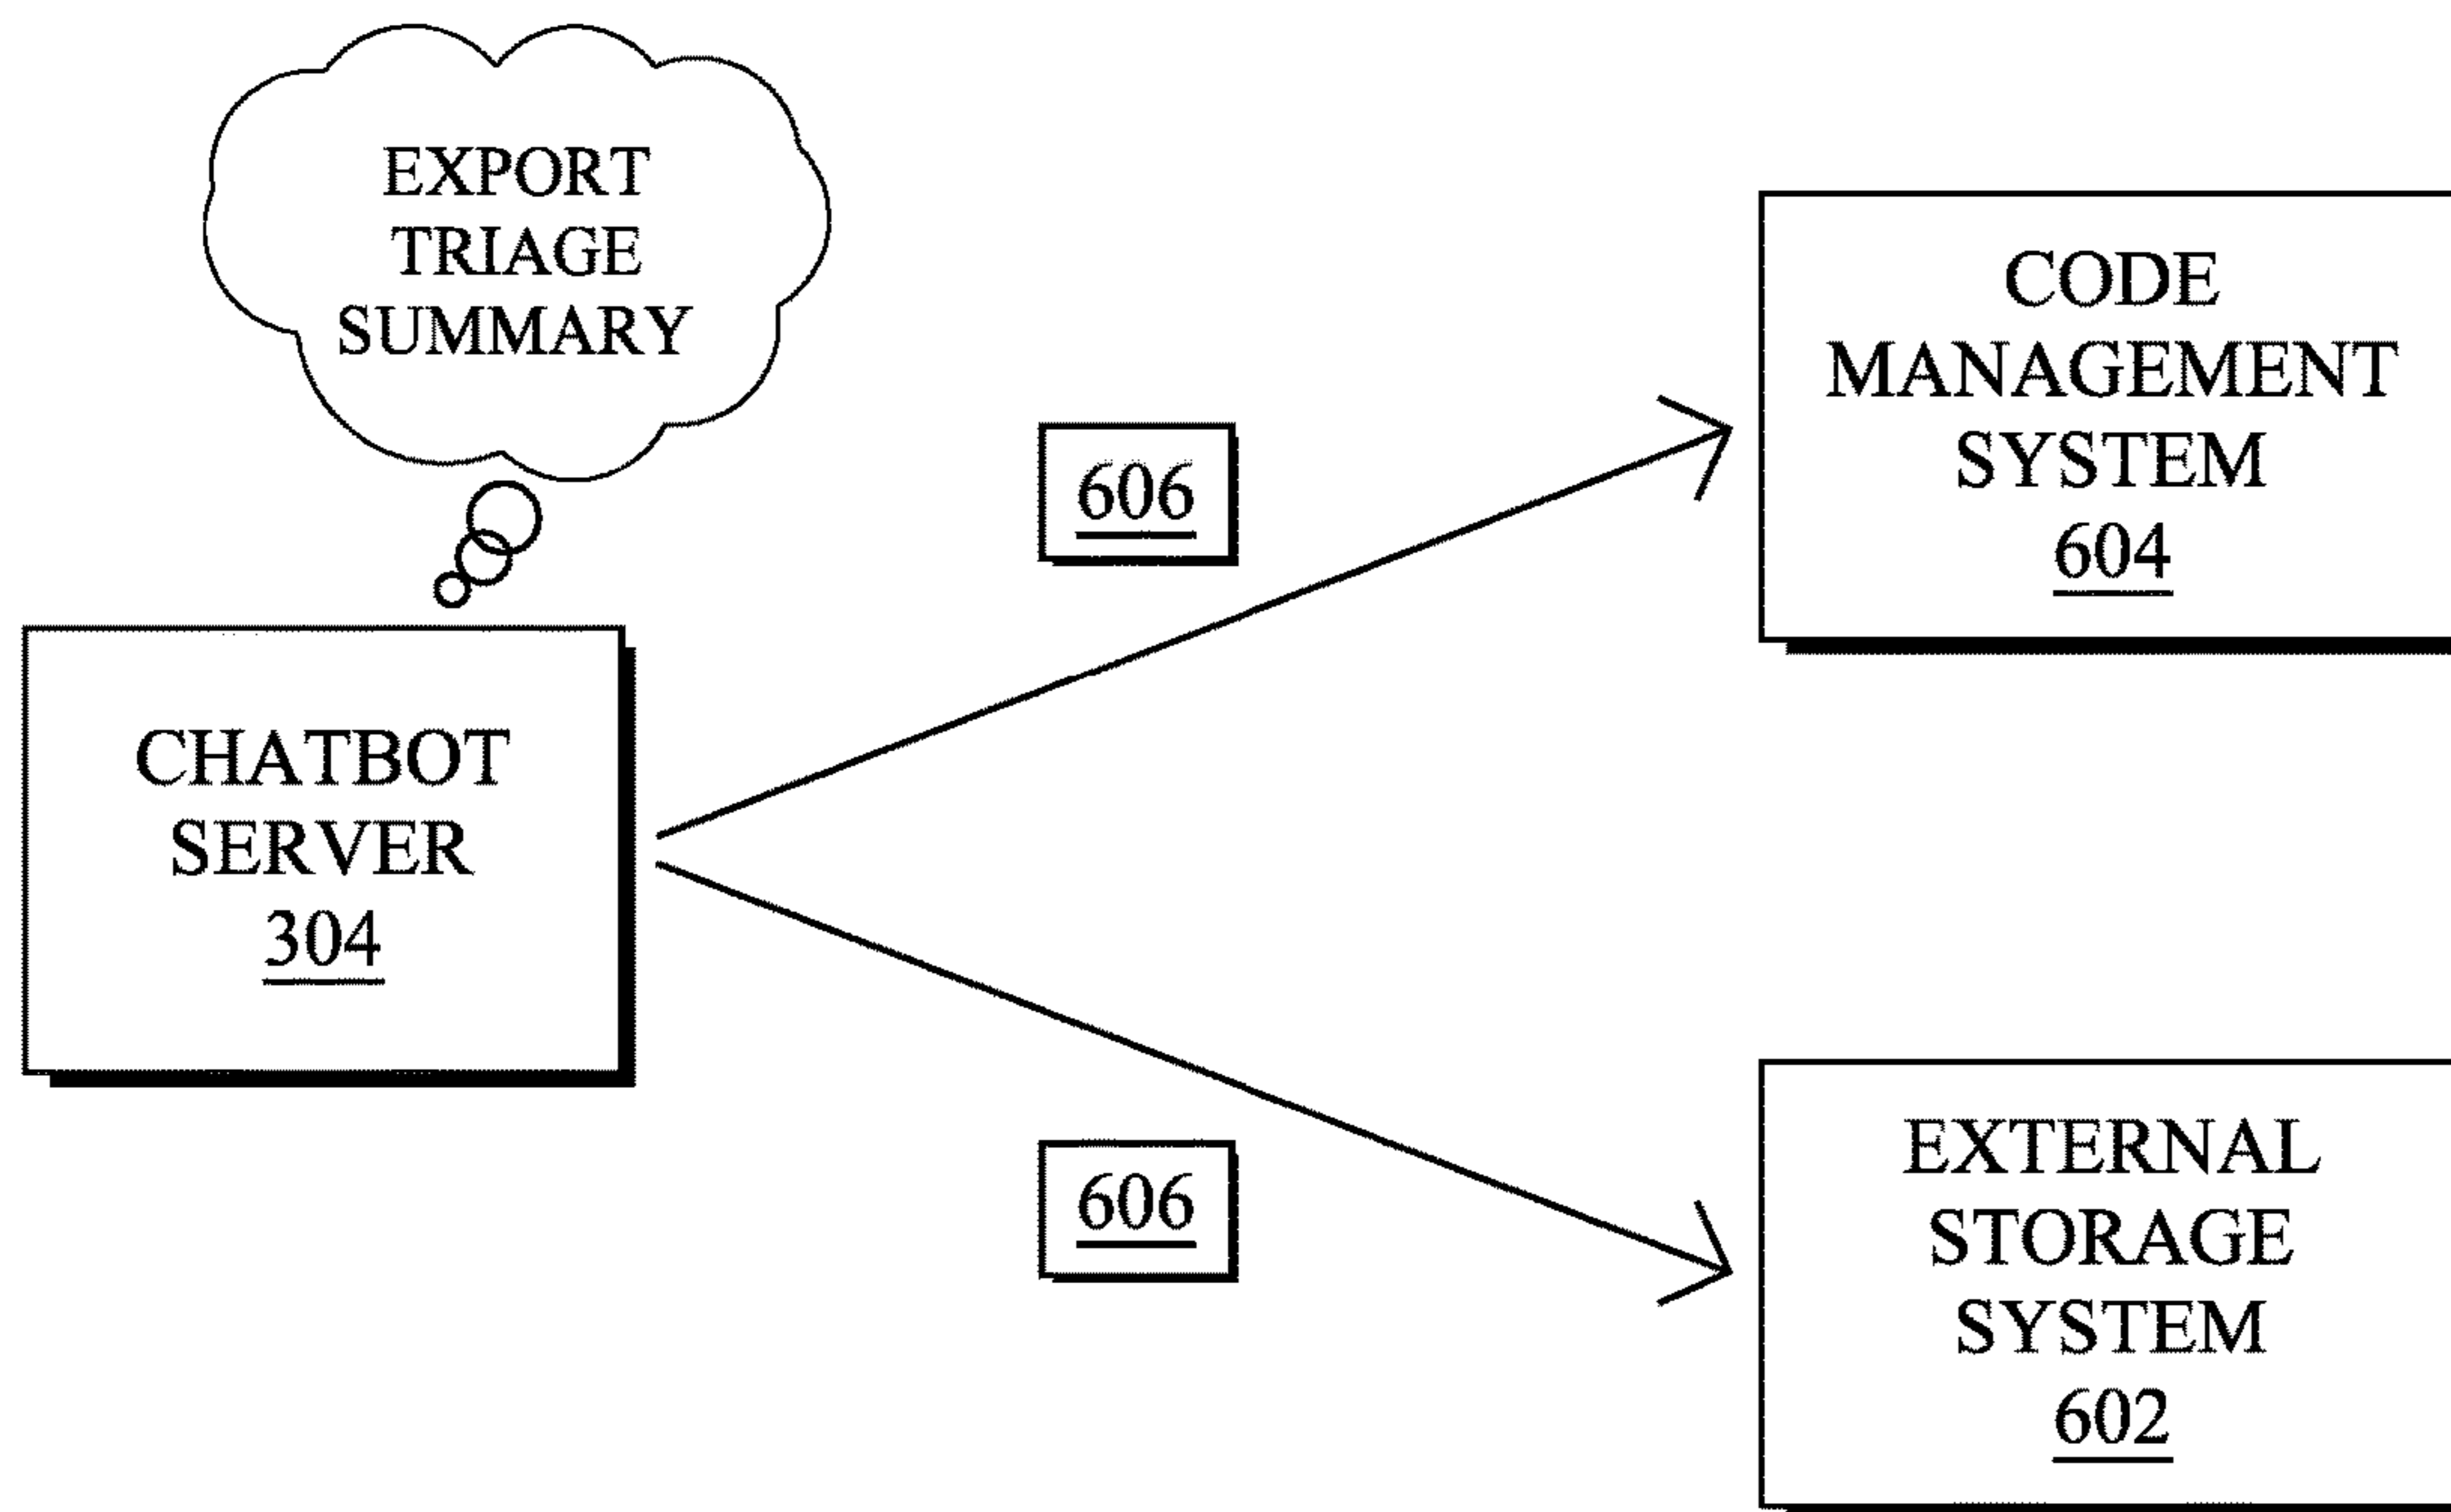 EXPORT
TRIAGE
SUMMARY
CODE
MANAGEMENT
SYSTEM
604
606
CHATBOT
SERVER
304
606
EXTERNAL
STORAGE
SYSTEM
602